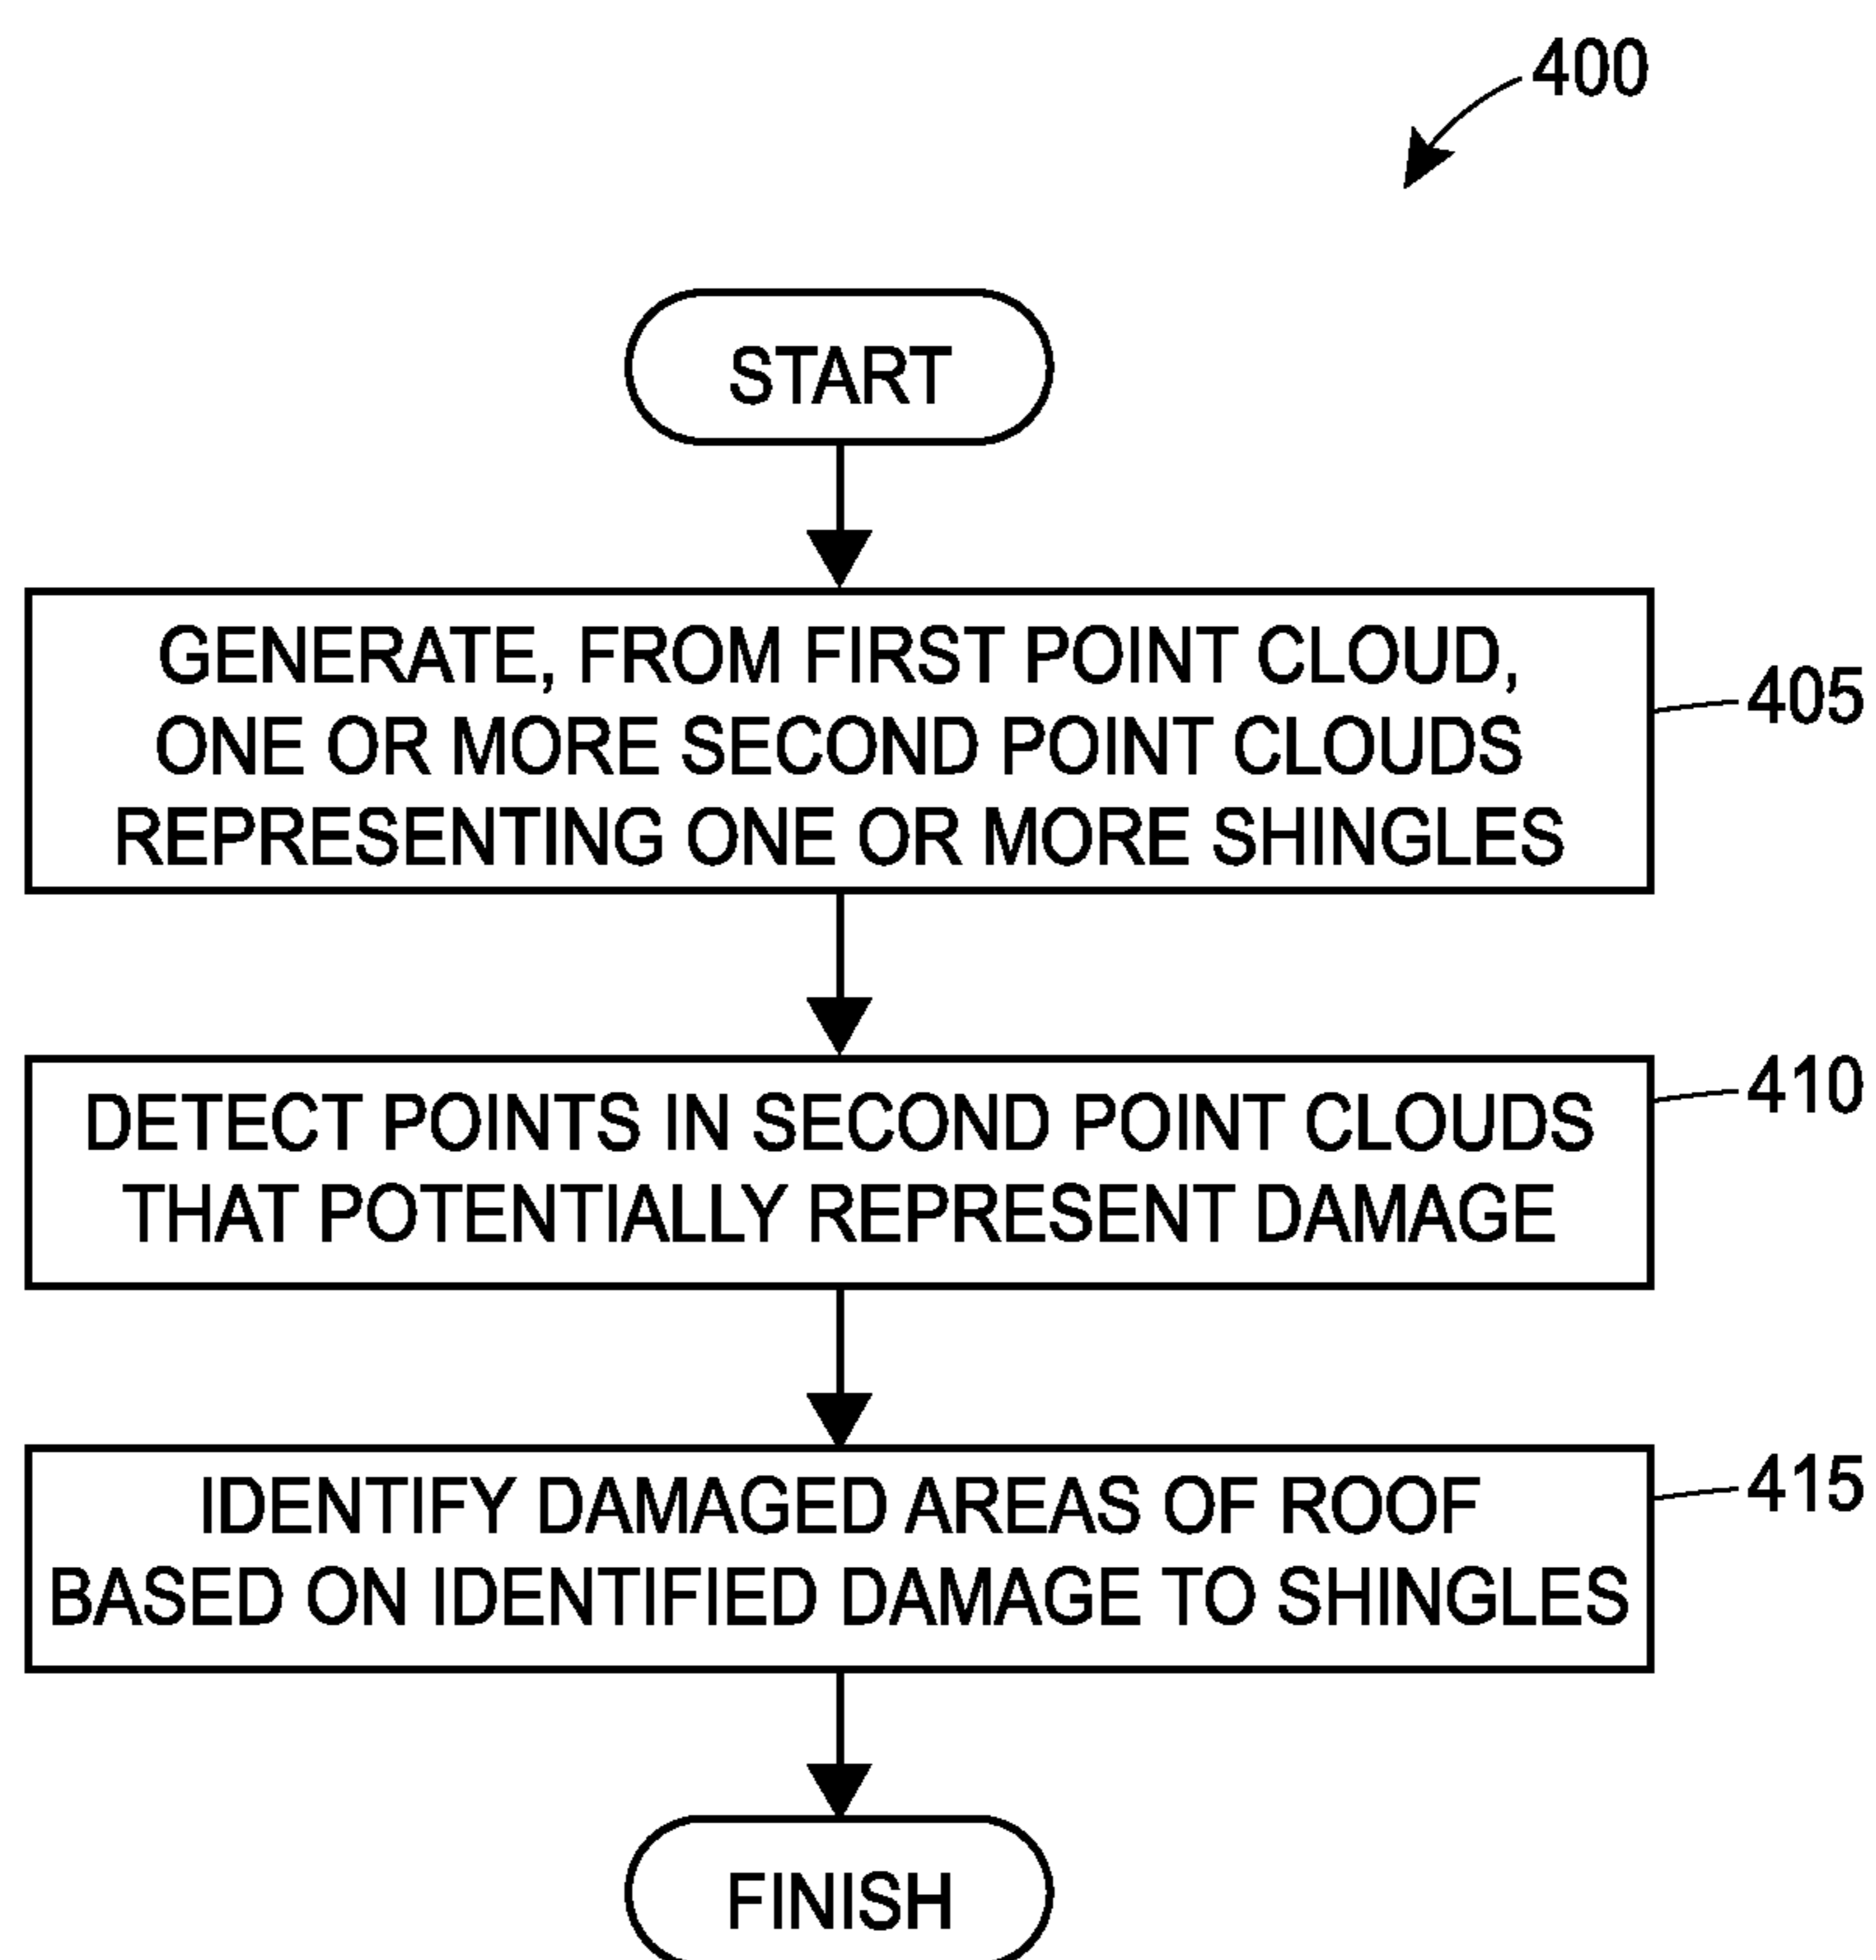 400
START
GENERATE, FROM FIRST POINT CLOUD,
ONE OR MORE SECOND POINT CLOUDS
REPRESENTING ONE OR MORE SHINGLES
405
DETECT POINTS IN SECOND POINT CLOUDS
THAT POTENTIALLY REPRESENT DAMAGE
410
IDENTIFY DAMAGED AREAS OF ROOF
BASED ON IDENTIFIED DAMAGE TO SHINGLES
415
FINISH